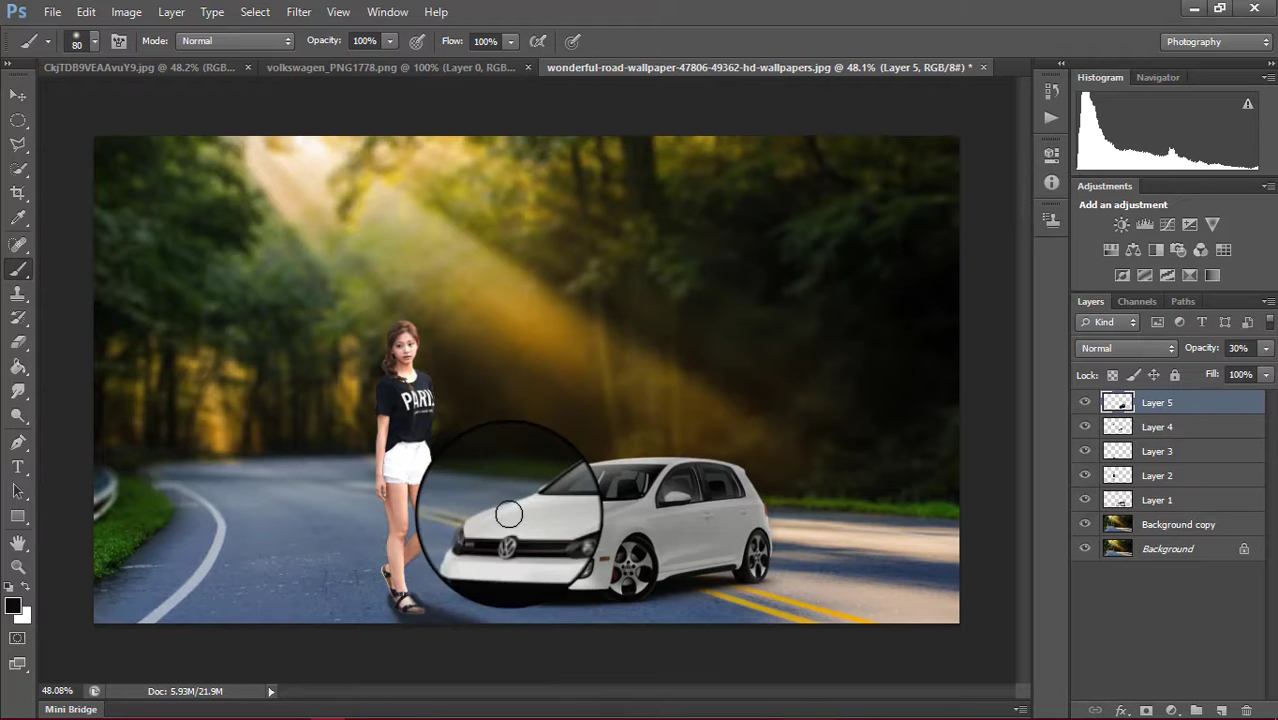 Ps File Edit Image Layer Type Select Filter View Window Help
80 Mode: Normal Opacity: 100% Flow: 100% Photography
CkjTDB9VEAAvuY9.jpg @ 48.2% (RGB... × volkswagen_PNG1778.png @ 100% (Layer 0, RGB... × wonderful-road-wallpaper-47806-49362-hd-wallpapers.jpg @ 48.1% (Layer 5, RGB/8#) * ×
Histogram Navigator
Adjustments
Add an adjustment
Layers Channels Paths
Kind
Normal Opacity: 30%
Lock: Fill: 100%
Layer 5
Layer 4
Layer 3
Layer 2
Layer 1
Background copy
Background
PARI
48.08% Doc: 5.93M/21.9M
Mini Bridge